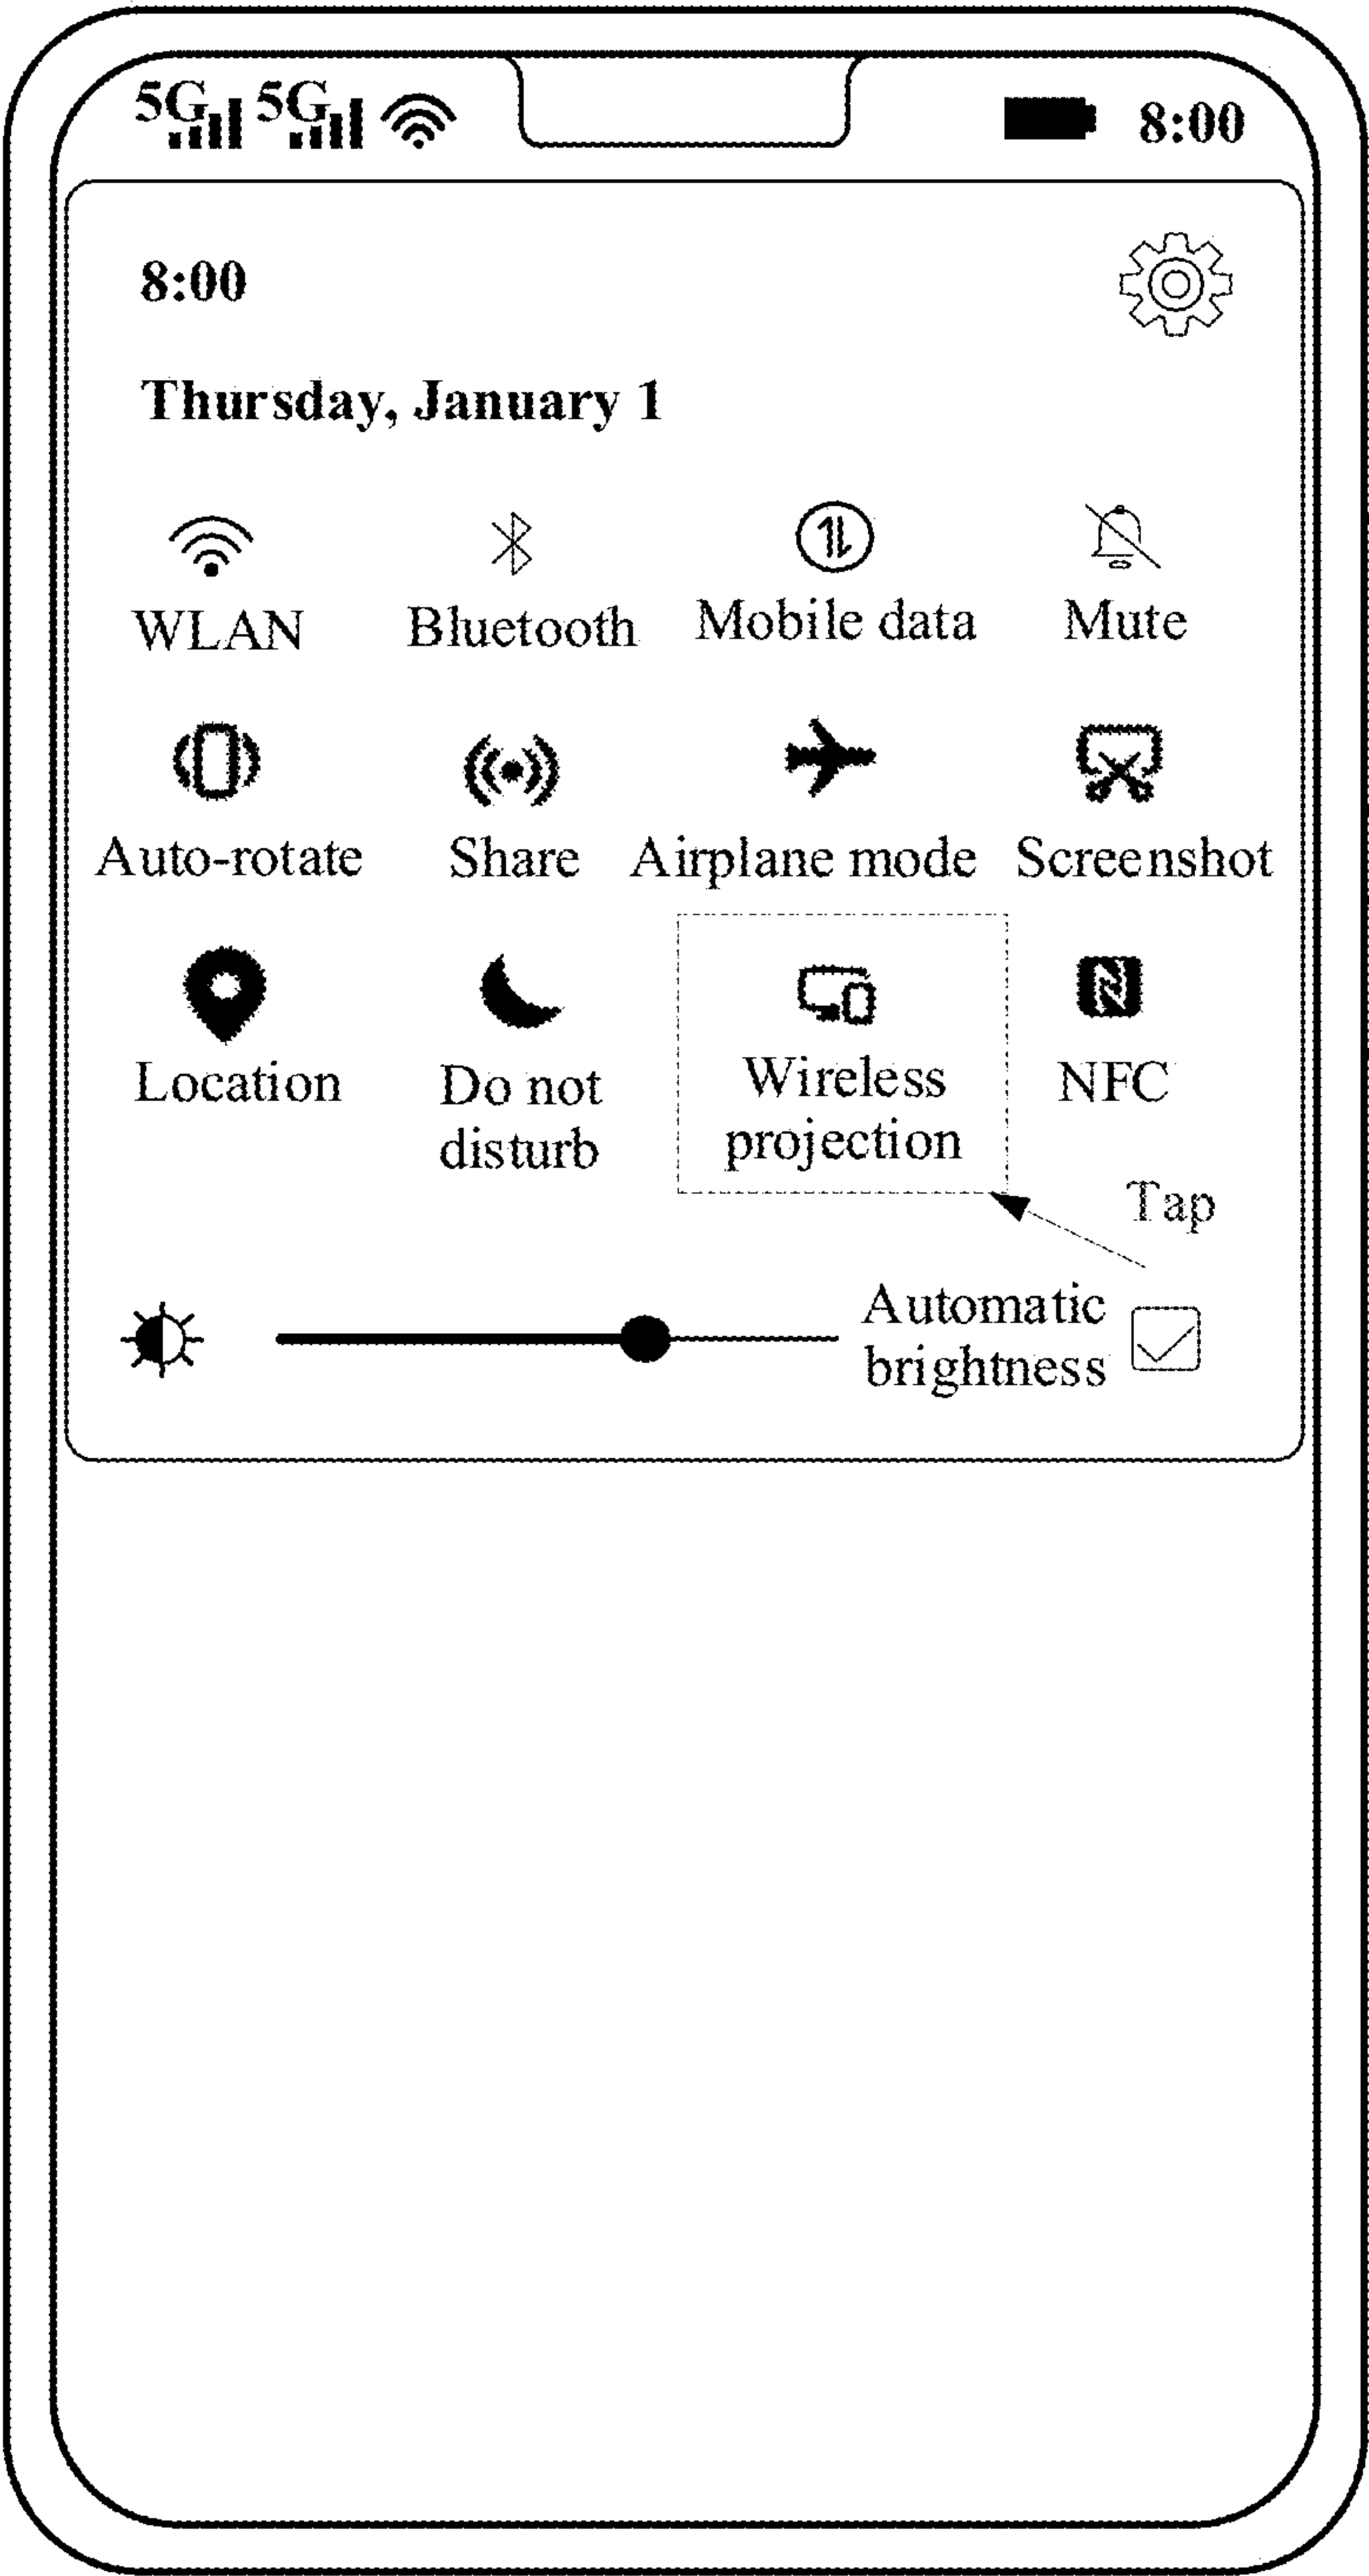 5G 5G 8:00
8:00
Thursday, January 1
WLAN Bluetooth Mobile data Mute
Auto-rotate Share Airplane mode Screenshot
Location Do not disturb Wireless projection NFC
Tap
Automatic
brightness